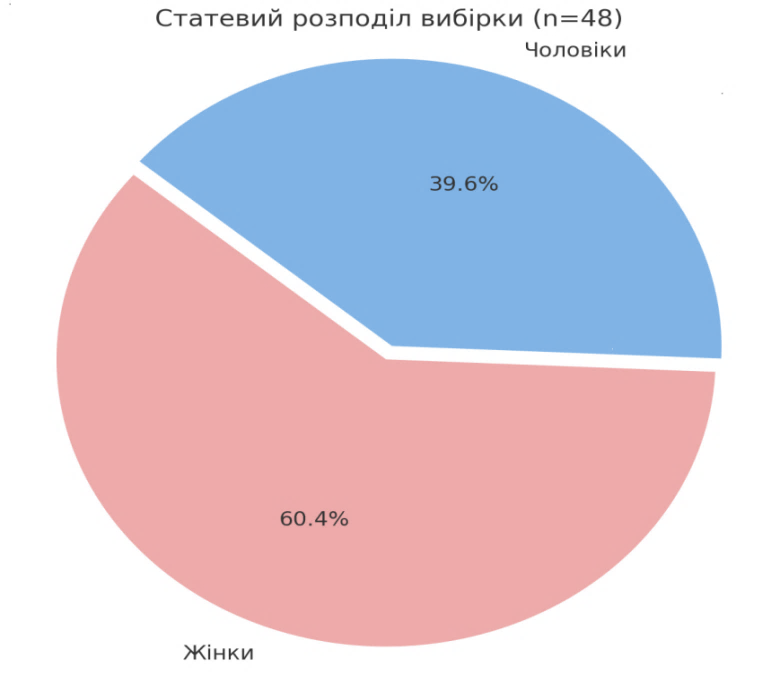 Статевий розподіл вибірки (n=48)
Чоловіки
39.6%
60.4%
Жінки